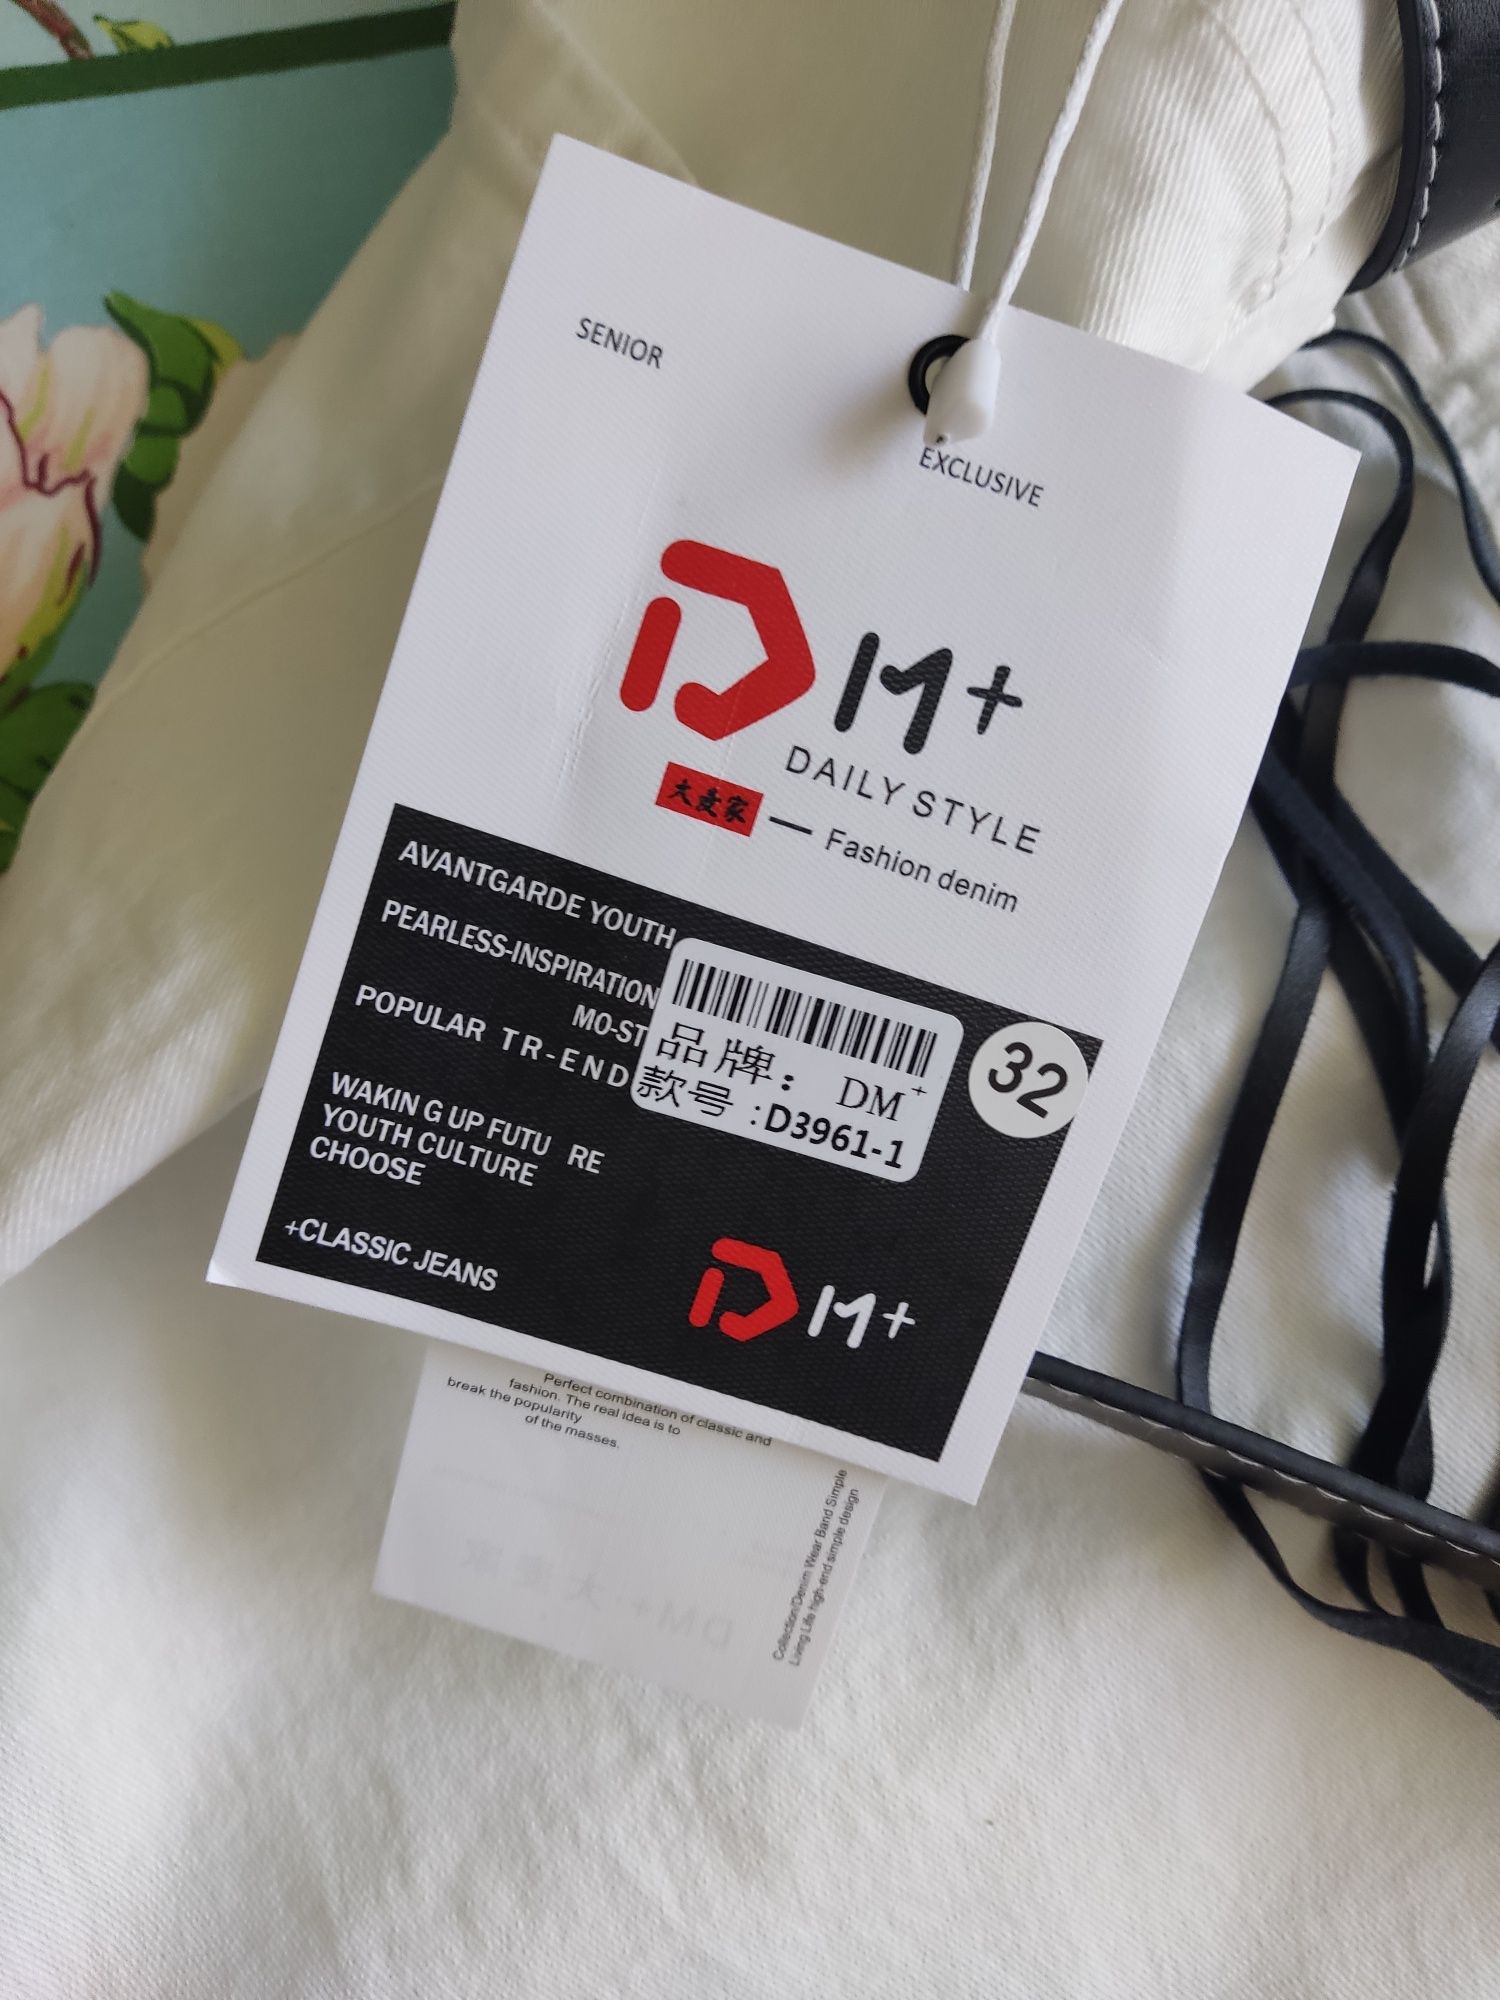 SENIOR
EXCLUSIVE
DM+
DAILY STYLE
大麦家 — Fashion denim
AVANTGARDE YOUTH
PEARLESS-INSPIRATION
MO-ST
POPULAR TR-END
WAKIN G UP FUTU RE
YOUTH CULTURE
CHOOSE
+CLASSIC JEANS
品牌： DM+
款号 :D3961-1
32
DM+
Perfect combination of classic and
fashion. The real idea is to
break the popularity
of the masses.
Collection/Denim Wear Band Simple
Living Life high-end simple design